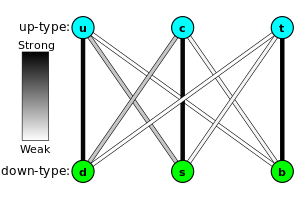 up-type: u c t
Strong
Weak
down-type: d s b